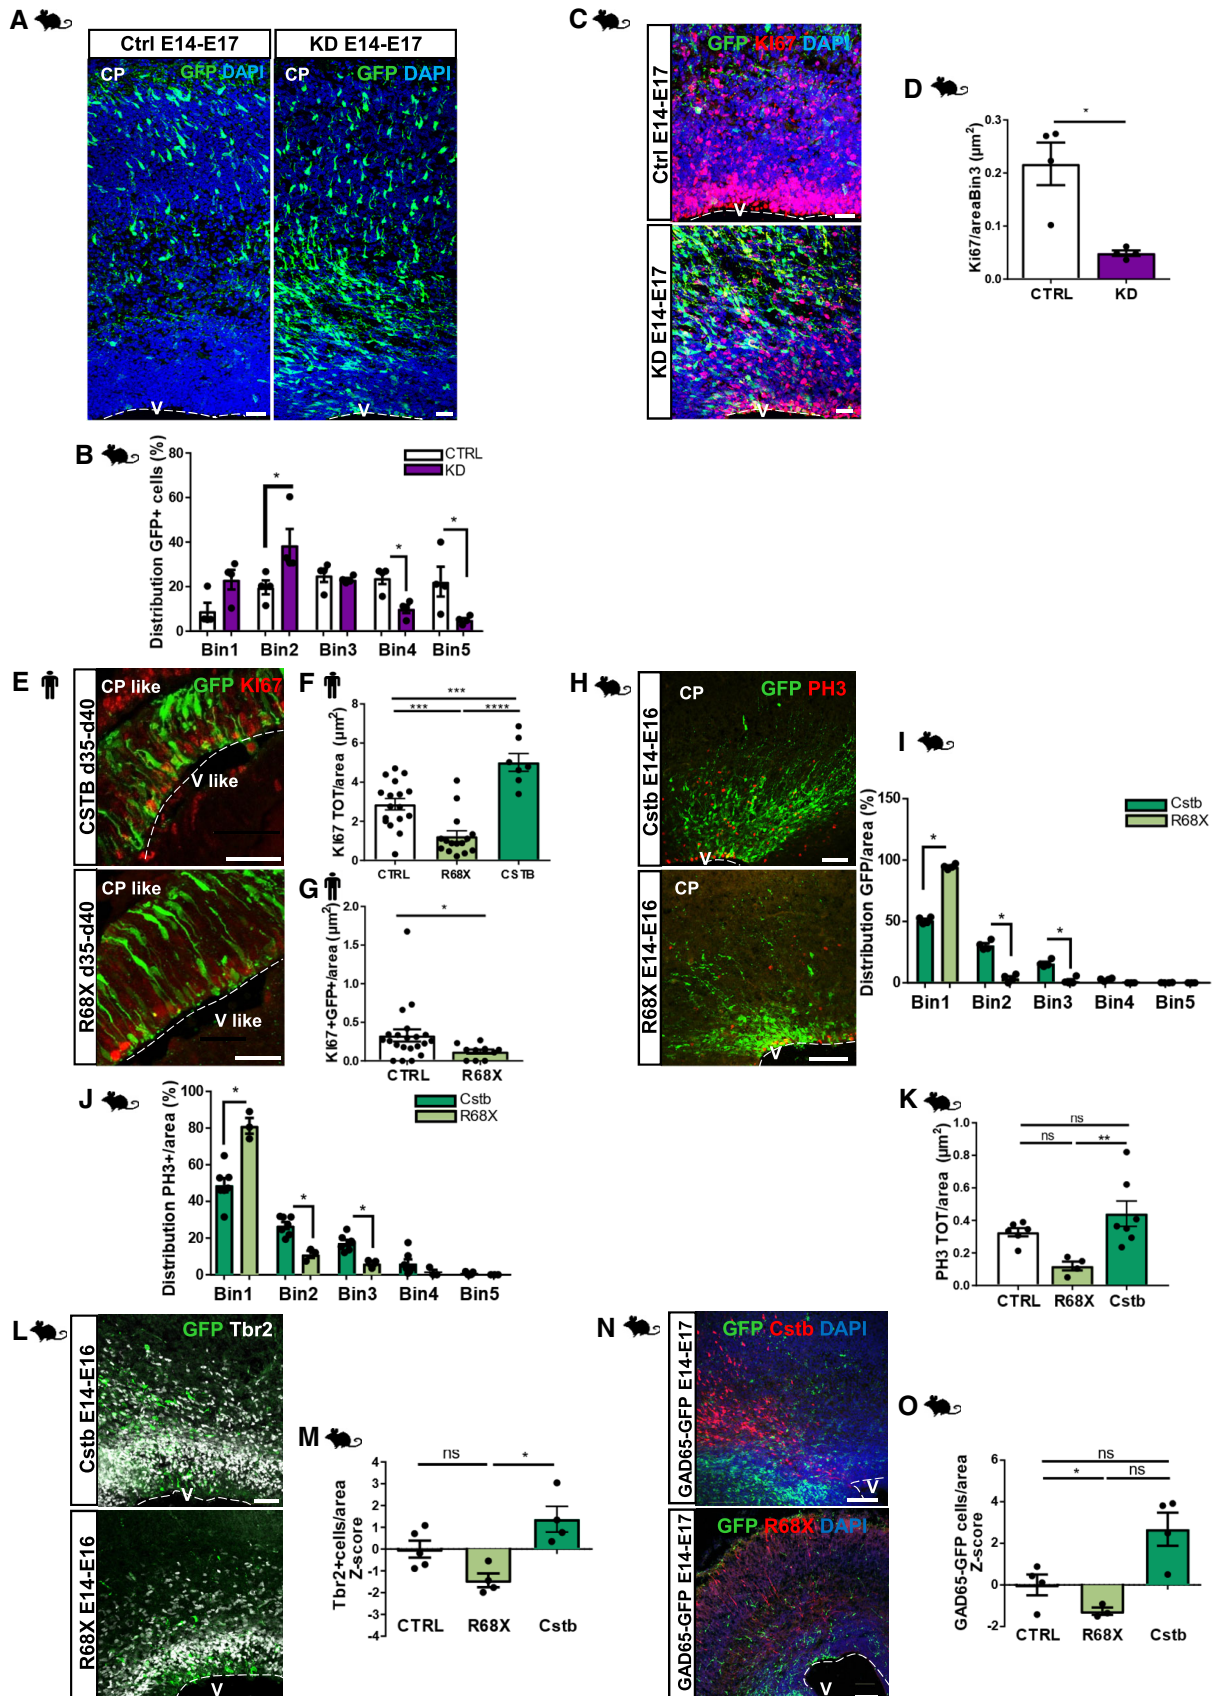 A
Ctrl E14-E17
KD E14-E17
CP
GFP DAPI
CP
GFP DAPI
V
V
C
Ctrl E14-E17
GFP KI67 DAPI
V
KD E14-E17
V
D
Ki67/areaBin3 (µm²)
0.3
0.2
0.1
0.0
*
CTRL
KD
B
Distribution GFP+ cells (%)
80
60
40
20
0
CTRL
KD
*
*
*
Bin1
Bin2
Bin3
Bin4
Bin5
E
CSTB d35-d40
CP like
GFP KI67
V like
R68X d35-d40
CP like
V like
F
KI67 TOT/area (µm²)
8
6
4
2
0
***
***
****
CTRL
R68X
CSTB
G
KI67+GFP+/area (µm²)
2.0
1.5
1.0
0.5
0.0
*
CTRL
R68X
H
Cstb E14-E16
CP
GFP PH3
V
R68X E14-E16
CP
V
I
Distribution GFP/area (%)
150
100
50
0
Cstb
R68X
*
*
*
Bin1
Bin2
Bin3
Bin4
Bin5
J
Distribution PH3+/area (%)
100
80
60
40
20
0
Cstb
R68X
*
*
*
Bin1
Bin2
Bin3
Bin4
Bin5
K
PH3 TOT/area (µm²)
1.0
0.8
0.6
0.4
0.2
0.0
ns
ns
**
CTRL
R68X
Cstb
L
Cstb E14-E16
GFP Tbr2
V
R68X E14-E16
V
M
Tbr2+cells/area
Z-score
4
3
2
1
0
-1
-2
-3
-4
ns
*
CTRL
R68X
Cstb
N
GAD65-GFP E14-E17
GFP Cstb DAPI
V
GAD65-GFP E14-E17
GFP R68X DAPI
V
O
GAD65-GFP cells/area
Z-score
6
4
2
0
-2
ns
*
ns
CTRL
R68X
Cstb